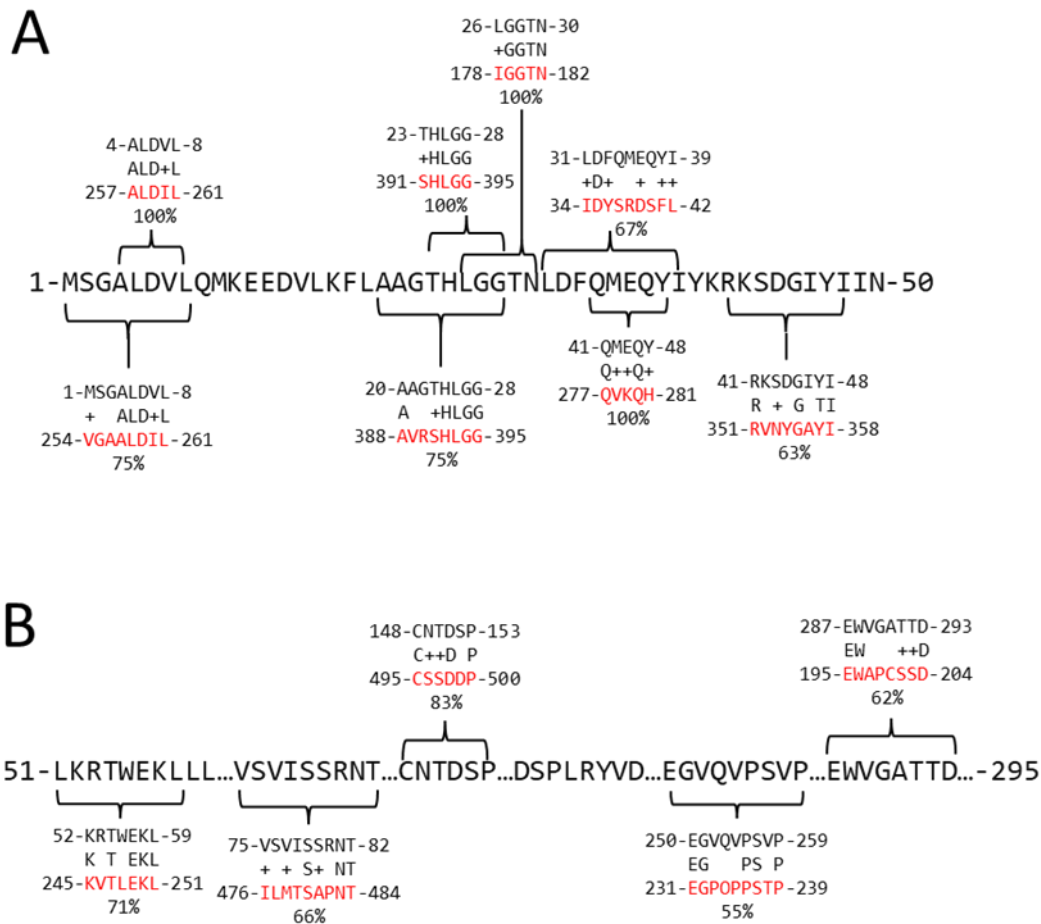 A
26-LGGTN-30
+GGTN
178-IGGTN-182
100%
4-ALDVL-8
ALD+L
257-ALDIL-261
100%
23-THLGG-28
+HLGG
391-SHLGG-395
100%
31-LDFQMEQYI-39
+D+  + ++
34-IDYSRDSFL-42
67%
1-MSGALDVLQMKEEDVLKFLAAGTHLGGTNLDFQMEQYIYKRKSDGIYIIN-50
1-MSGALDVL-8
+  ALD+L
254-VGAALDIL-261
75%
20-AAGTHLGG-28
A  +HLGG
388-AVRSHLGG-395
75%
41-QMEQY-48
Q++Q+
277-QVKQH-281
100%
41-RKSDGIYI-48
R + G TI
351-RVNYGAYI-358
63%
B
148-CNTDSP-153
C++D P
495-CSSDDP-500
83%
287-EWVGATTD-293
EW   ++D
195-EWAPCSSD-204
62%
51-LKRTWEKLLL…VSVISSRNT…CNTDSP…DSPLRYVD…EGVQVPSVP…EWVGATTD…-295
52-KRTWEKL-59
K T EKL
245-KVTLEKL-251
71%
75-VSVISSRNT-82
+ + S+ NT
476-ILMTSAPNT-484
66%
250-EGVQVPSVP-259
EG   PS P
231-EGPOPPSTP-239
55%